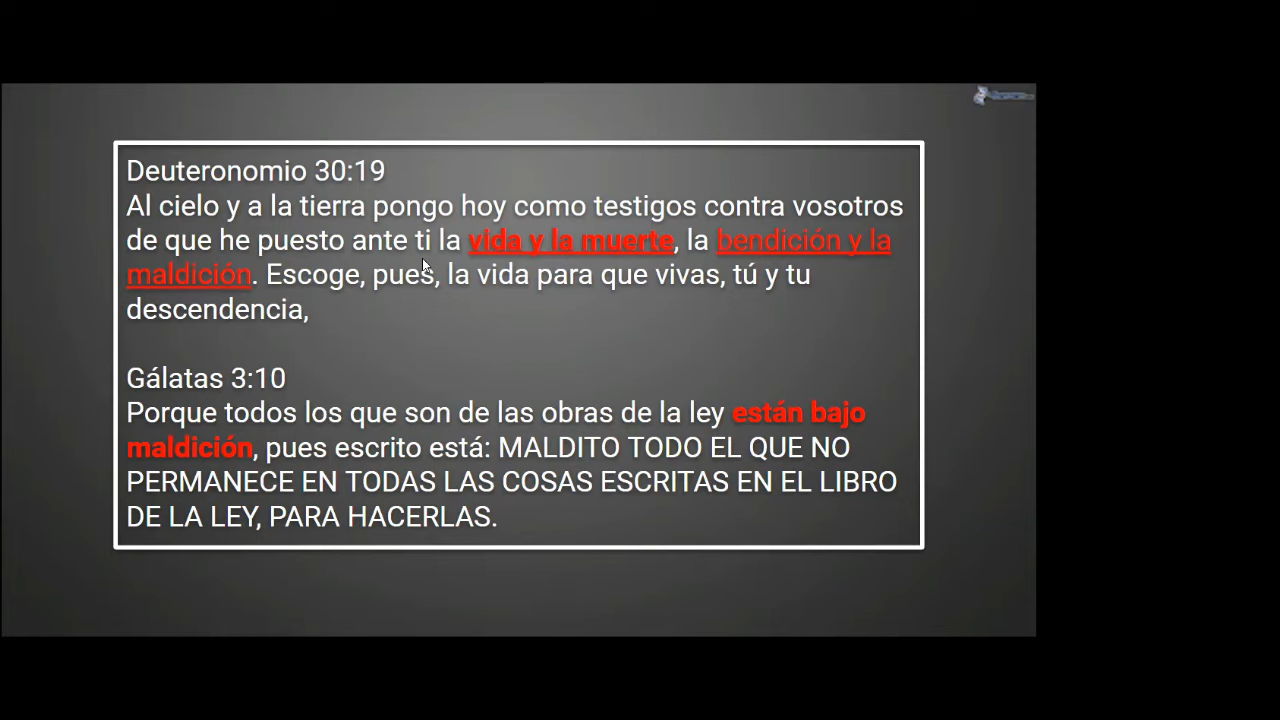 Deuteronomio 30:19
Al cielo y a la tierra pongo hoy como testigos contra vosotros
de que he puesto ante ti la vida y la muerte, la bendición y la
maldición. Escoge, pues, la vida para que vivas, tú y tu
descendencia,
Gálatas 3:10
Porque todos los que son de las obras de la ley están bajo
maldición, pues escrito está: MALDITO TODO EL QUE NO
PERMANECE EN TODAS LAS COSAS ESCRITAS EN EL LIBRO
DE LA LEY, PARA HACERLAS.